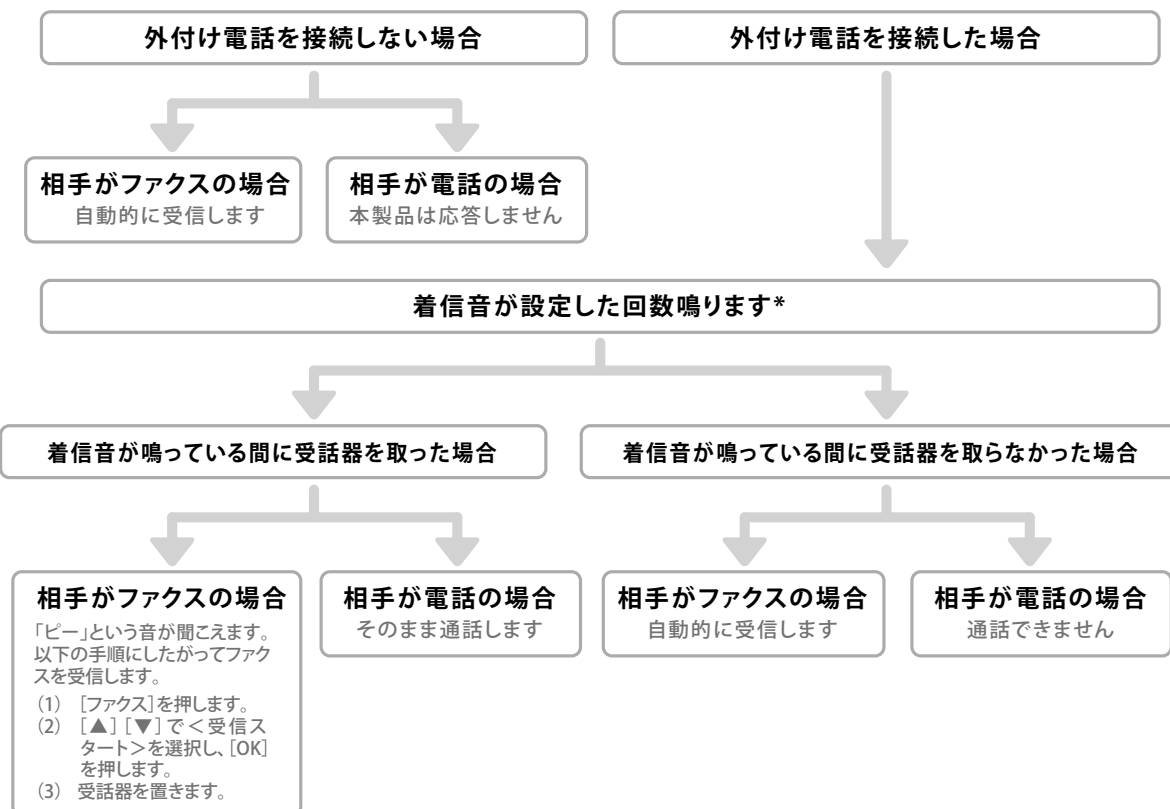 外付け電話を接続しない場合
外付け電話を接続した場合
相手がファクスの場合
自動的に受信します
相手が電話の場合
本製品は応答しません
着信音が設定した回数鳴ります*
着信音が鳴っている間に受話器を取った場合
着信音が鳴っている間に受話器を取らなかった場合
相手がファクスの場合
「ピー」という音が聞こえます。
以下の手順にしたがってファク
スを受信します。
(1) [ファクス]を押します。
(2) [▲][▼]で<受信ス
タート>を選択し、[OK]
を押します。
(3) 受話器を置きます。
相手が電話の場合
そのまま通話します
相手がファクスの場合
自動的に受信します
相手が電話の場合
通話できません